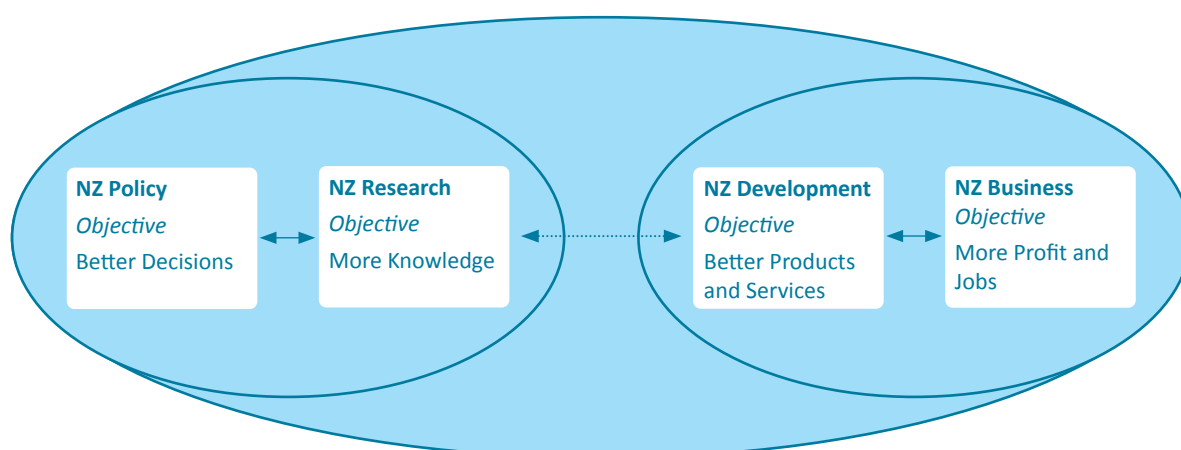 NZ Policy
Objective
Better Decisions
NZ Research
Objective
More Knowledge
NZ Development
Objective
Better Products
and Services
NZ Business
Objective
More Profit and
Jobs